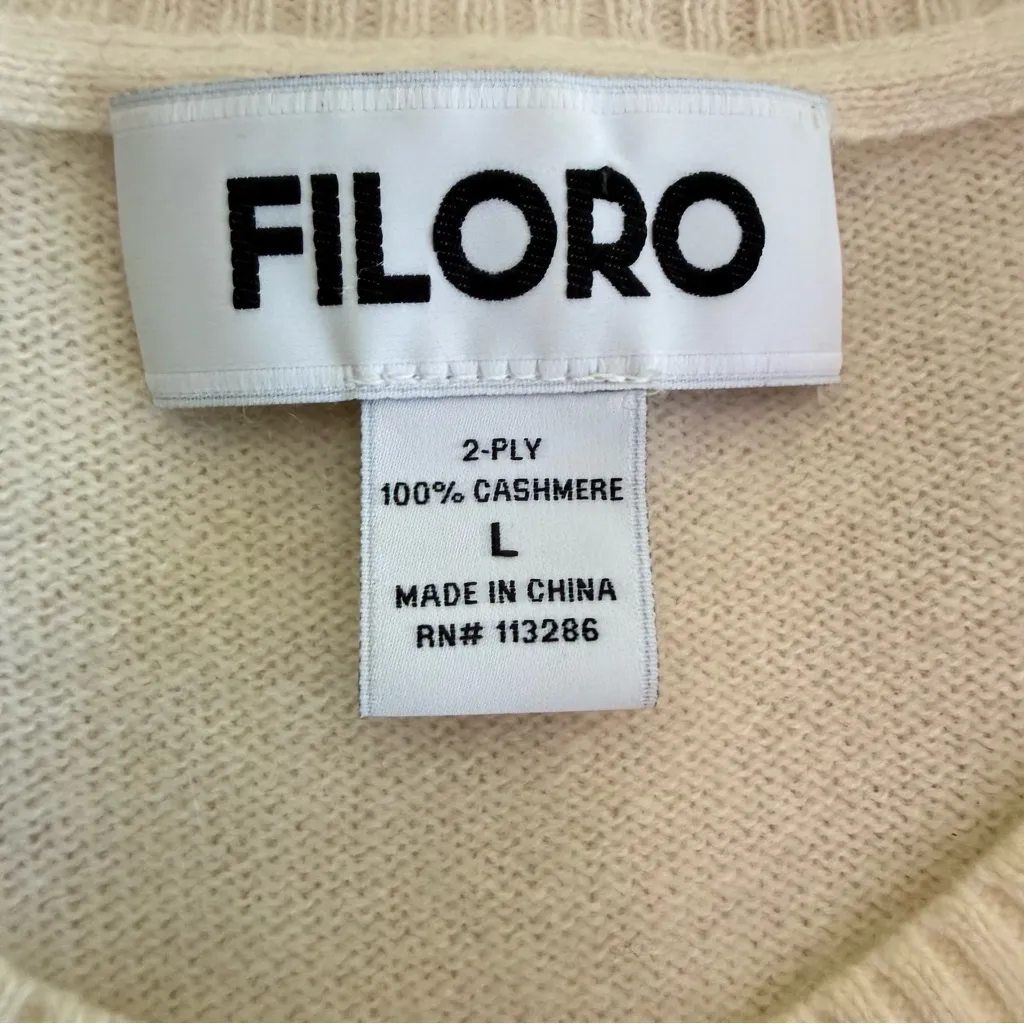 FILORO
2-PLY
100% CASHMERE
L
MADE IN CHINA
RN# 113286